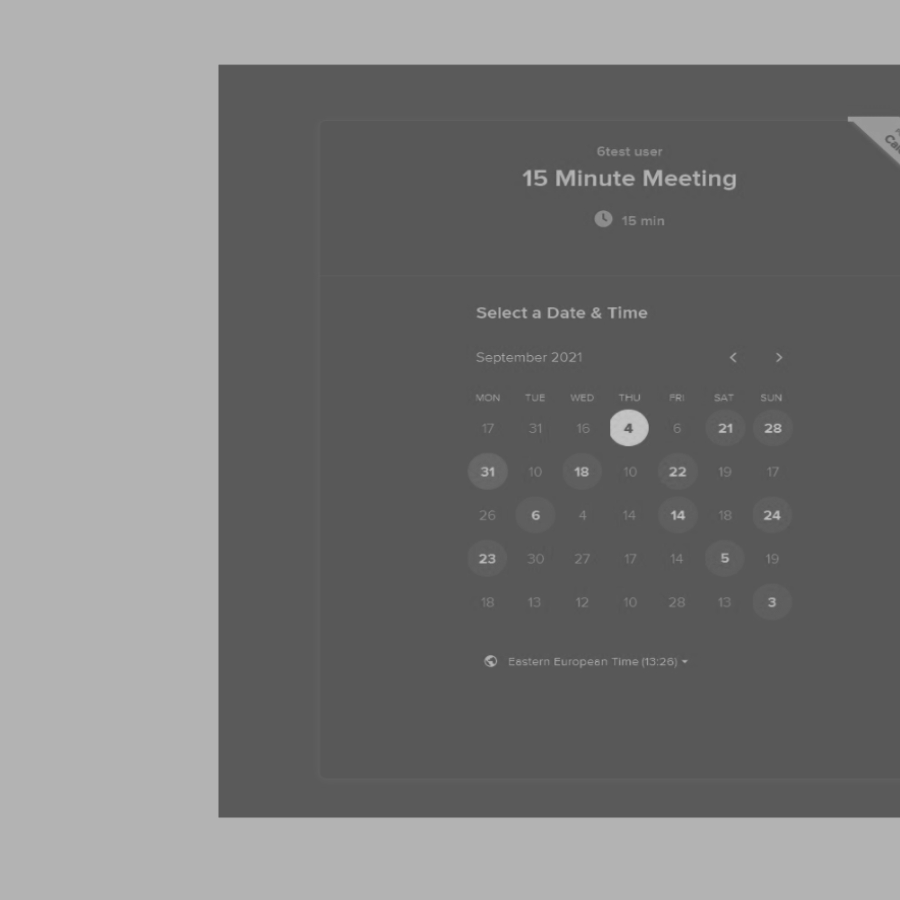 6test user
15 Minute Meeting
15 min
Select a Date & Time
September 2021
MON TUE WED THU FRI SAT SUN
17 31 16 4 6 21 28
31 10 18 10 22 19 17
26 6 4 14 14 18 24
23 30 27 17 14 5 19
18 13 12 10 28 13 3
Eastern European Time (13:26)